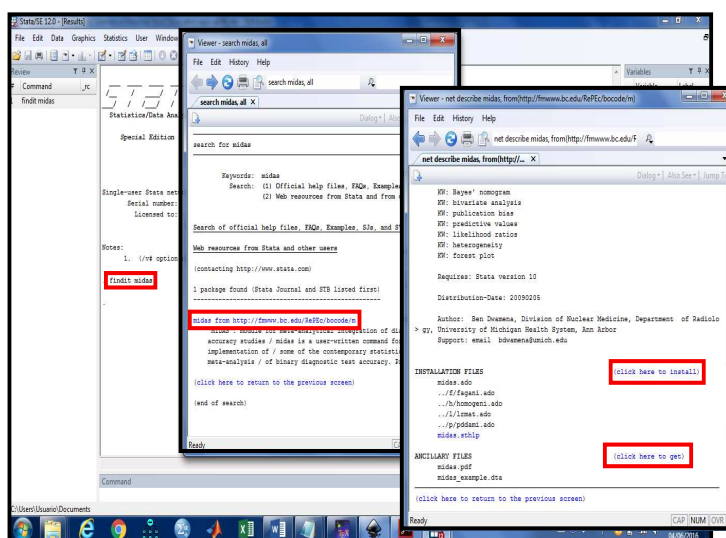 Stata/SE 12.0 - [Results]
File Edit Data Graphics Statistics User Window
Review
# Command _rc
1 findit midas
Statistics/Data Ana
Special Edition
Single-user Stata net
Serial number:
Licensed to:
Notes:
1. (/v# option
findit midas
.
Command
C:\Users\Usuario\Documents
Variables
Viewer - search midas, all
File Edit History Help
search midas, all
search midas, all X
Dialog Also
search for midas
Keywords: midas
Search: (1) Official help files, FAQs, Examples
(2) Web resources from Stata and from
Search of official help files, FAQs, Examples, SJs, and
Web resources from Stata and other users
(contacting http://www.stata.com)
1 package found (Stata Journal and STB listed first)
midas from http://fmwww.bc.edu/RePEc/bocode/m
'MIDAS': module for meta-analytical integration of di
accuracy studies / midas is a user-written command fo
implementation of / some of the contemporary statisti
meta-analysis / of binary diagnostic test accuracy.
(click here to return to the previous screen)
(end of search)
Ready
Viewer - net describe midas, from(http://fmwww.bc.edu/RePEc/bocode/m)
File Edit History Help
net describe midas, from(http://fmwww.bc.edu/F
net describe midas, from(http://... X
Dialog Also See Jump T
KW: Bayes' nomogram
KW: bivariate analysis
KW: publication bias
KW: predictive values
KW: likelihood ratios
KW: heterogeneity
KW: forest plot
Requires: Stata version 10
Distribution-Date: 20090205
Author: Ben Dwamena, Division of Nuclear Medicine, Department of Radiolo
> gy, University of Michigan Health System, Ann Arbor
Support: email bdwamena@umich.edu
INSTALLATION FILES (click here to install)
midas.ado
../f/fagani.ado
../h/homogeni.ado
../l/lrmat.ado
../p/pddami.ado
midas.sthlp
ANCILLARY FILES (click here to get)
midas.pdf
midas_example.dta
(click here to return to the previous screen)
Ready CAP NUM OVR
04/06/2016